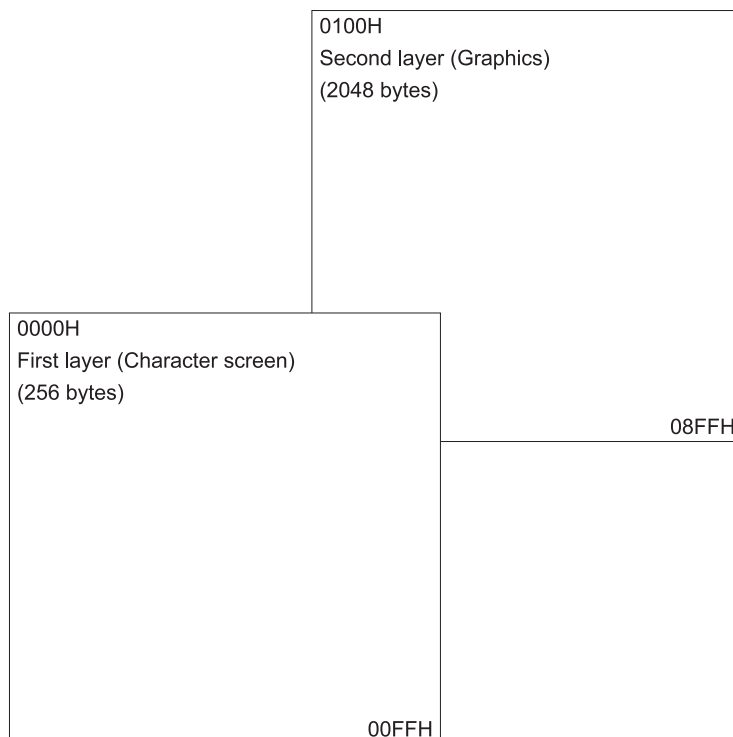 0100H
Second layer (Graphics)
(2048 bytes)
08FFH
0000H
First layer (Character screen)
(256 bytes)
00FFH